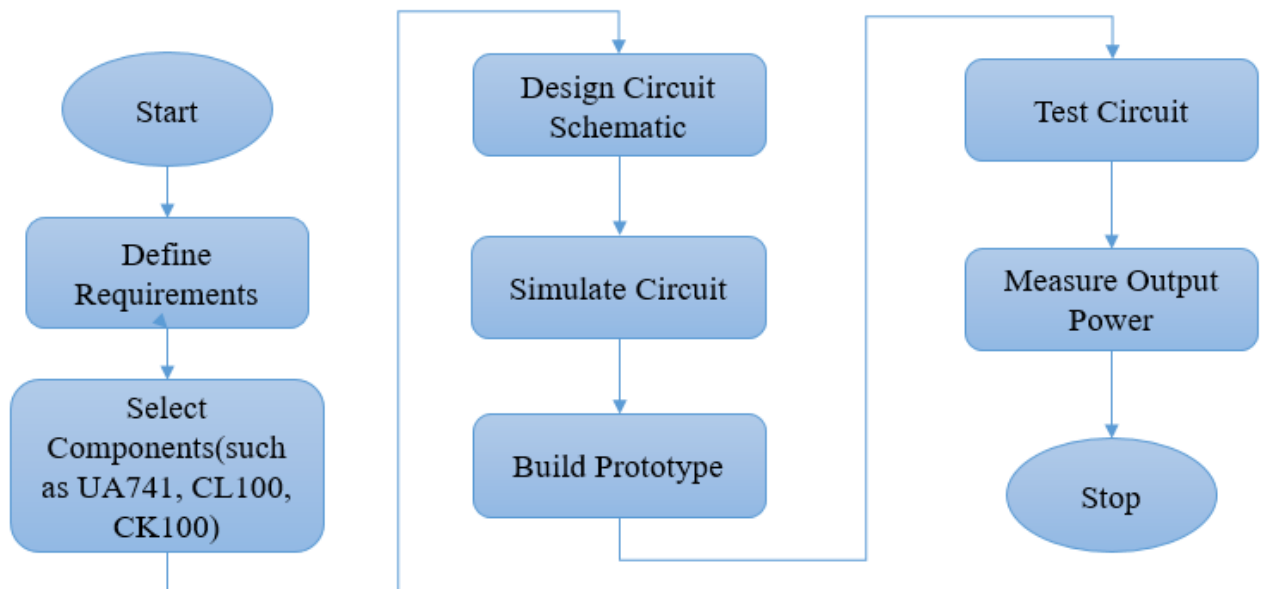 Start
Define
Requirements
Select
Components(such
as UA741, CL100,
CK100)
Design Circuit
Schematic
Simulate Circuit
Build Prototype
Test Circuit
Measure Output
Power
Stop